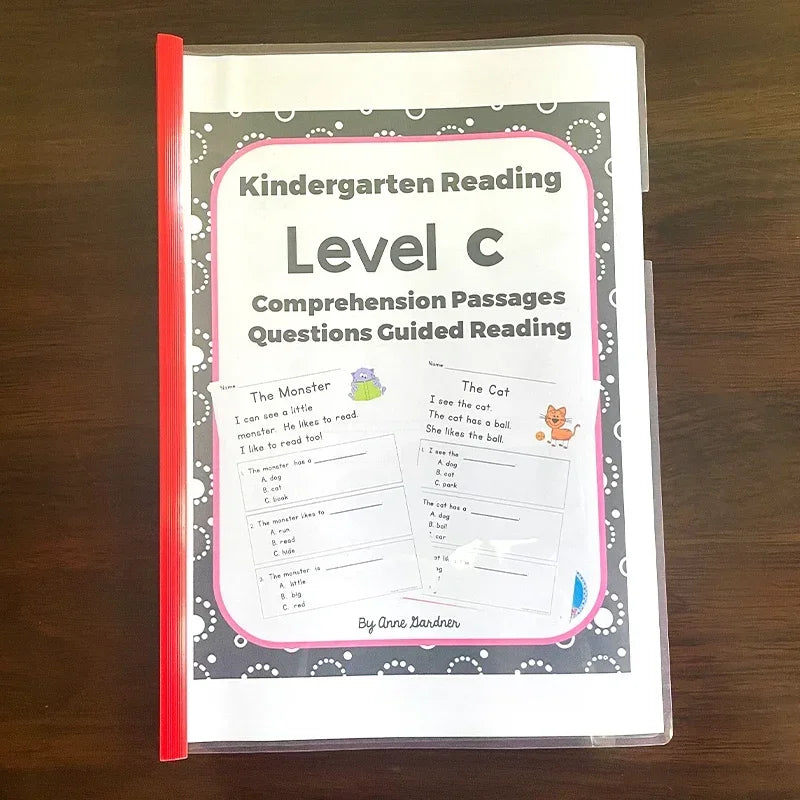 Kindergarten Reading
Level C
Comprehension Passages
Questions Guided Reading
Name
The Monster
I can see a little
monster. He likes to read.
I like to read too!
1. The monster has a
A. dog
B. cat
C. book
2. The monster likes to
A. run
B. read
C. hide
3. The monster is
A. little
B. big
C. red
Name
The Cat
I see the cat.
The cat has a ball.
She likes the ball.
1. I see the
A. dog
B. cat
C. park
The cat has a
A. dog
B. ball
car
By Anne Gardner